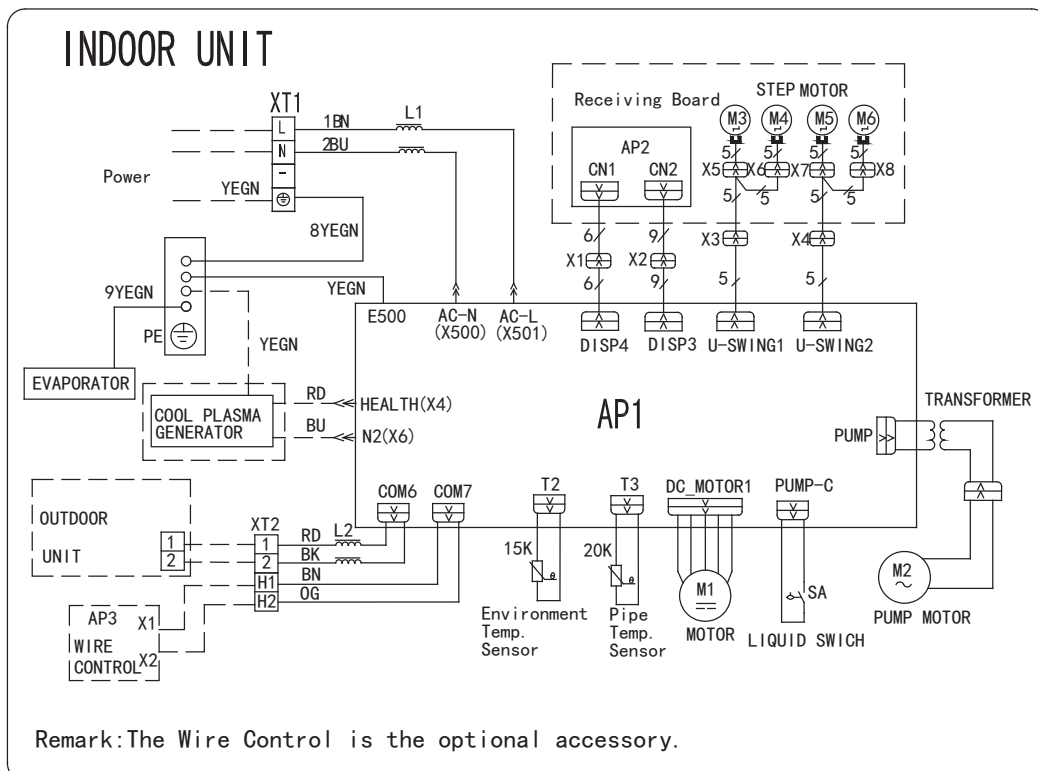 INDOOR UNIT
XT1
L
N
-
1BN
2BU
L1
Power
YEGN
8YEGN
9YEGN
PE
YEGN
YEGN
EVAPORATOR
COOL PLASMA
GENERATOR
RD
BU
HEALTH(X4)
N2(X6)
E500
AC-N
(X500)
AC-L
(X501)
Receiving Board
STEP MOTOR
AP2
CN1
CN2
M3
M4
M5
M6
5
5
5
5
X5
X6
X7
X8
5
5
5
5
6
9
X1
X2
X3
X4
6
9
5
5
DISP4
DISP3
U-SWING1
U-SWING2
AP1
TRANSFORMER
PUMP
M2
~
PUMP MOTOR
COM6
COM7
T2
T3
DC_MOTOR1
PUMP-C
15K
θ
20K
θ
M1
SA
Environment
Temp.
Sensor
Pipe
Temp.
Sensor
MOTOR
LIQUID SWICH
OUTDOOR
UNIT
1
2
XT2
1
2
H1
H2
RD
BK
BN
OG
L2
AP3
WIRE
CONTROL
X1
X2
Remark:The Wire Control is the optional accessory.